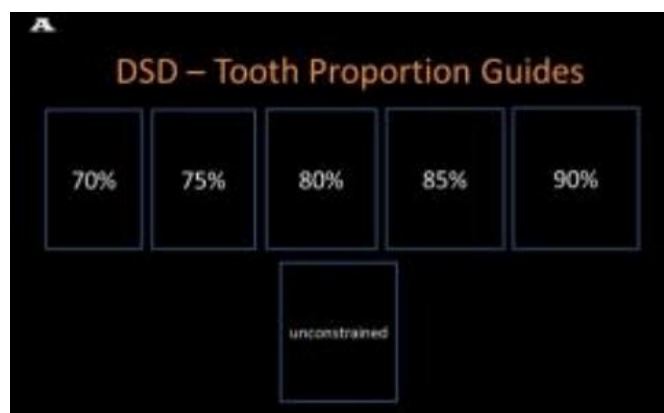 A
DSD – Tooth Proportion Guides
70% 75% 80% 85% 90%
unconstrained